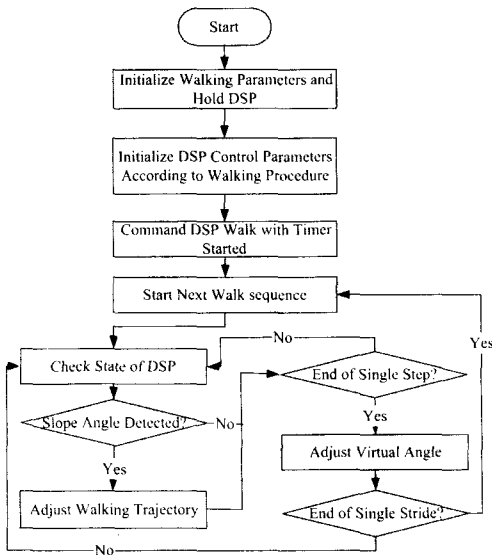 Start
Initialize Walking Parameters and
Hold DSP
Initialize DSP Control Parameters
According to Walking Procedure
Command DSP Walk with Timer
Started
Start Next Walk sequence
Yes
No
Check State of DSP
End of Single Step?
Slope Angle Detected?
No
Yes
Yes
Adjust Virtual Angle
Adjust Walking Trajectory
End of Single Stride?
No